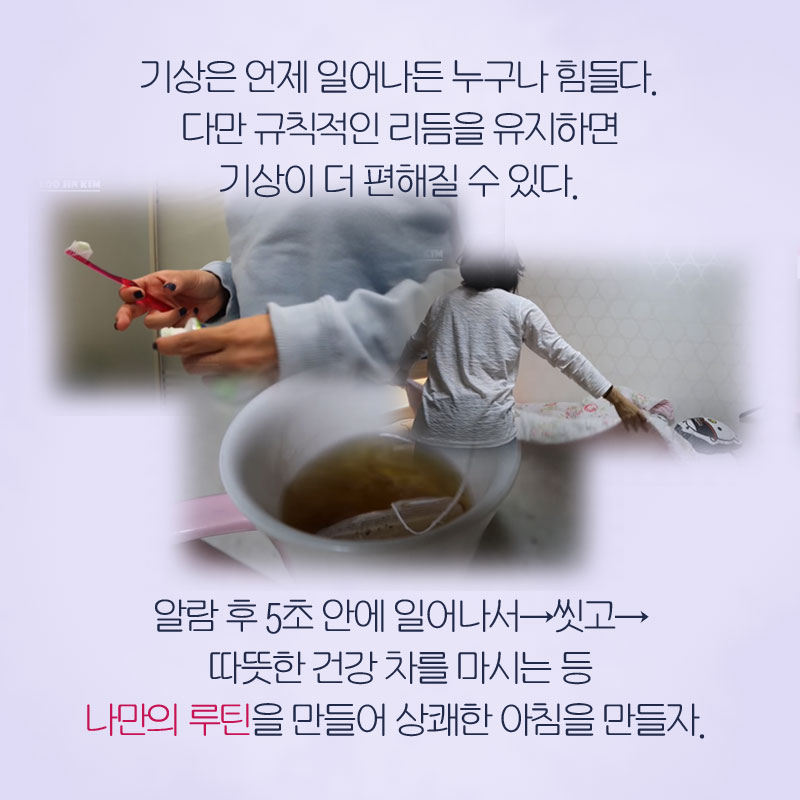 기상은 언제 일어나든 누구나 힘들다.
다만 규칙적인 리듬을 유지하면
기상이 더 편해질 수 있다.
알람 후 5초 안에 일어나서→씻고→
따뜻한 건강 차를 마시는 등
나만의 루틴을 만들어 상쾌한 아침을 만들자.